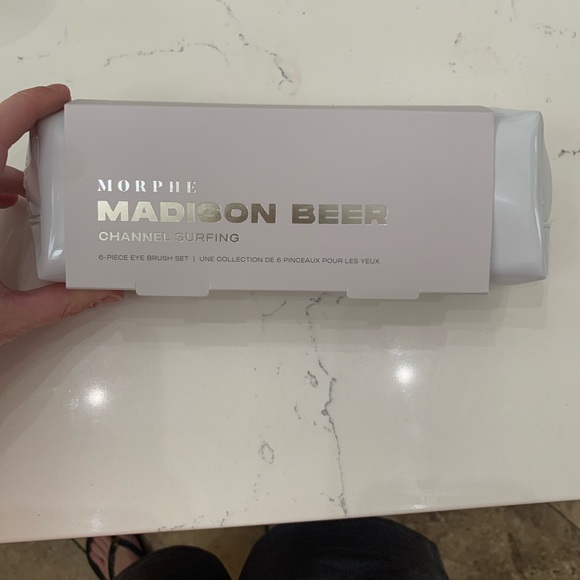 MORPHE
MADISON BEER
CHANNEL SURFING
6-PIECE EYE BRUSH SET | UNE COLLECTION DE 6 PINCEAUX POUR LES YEUX